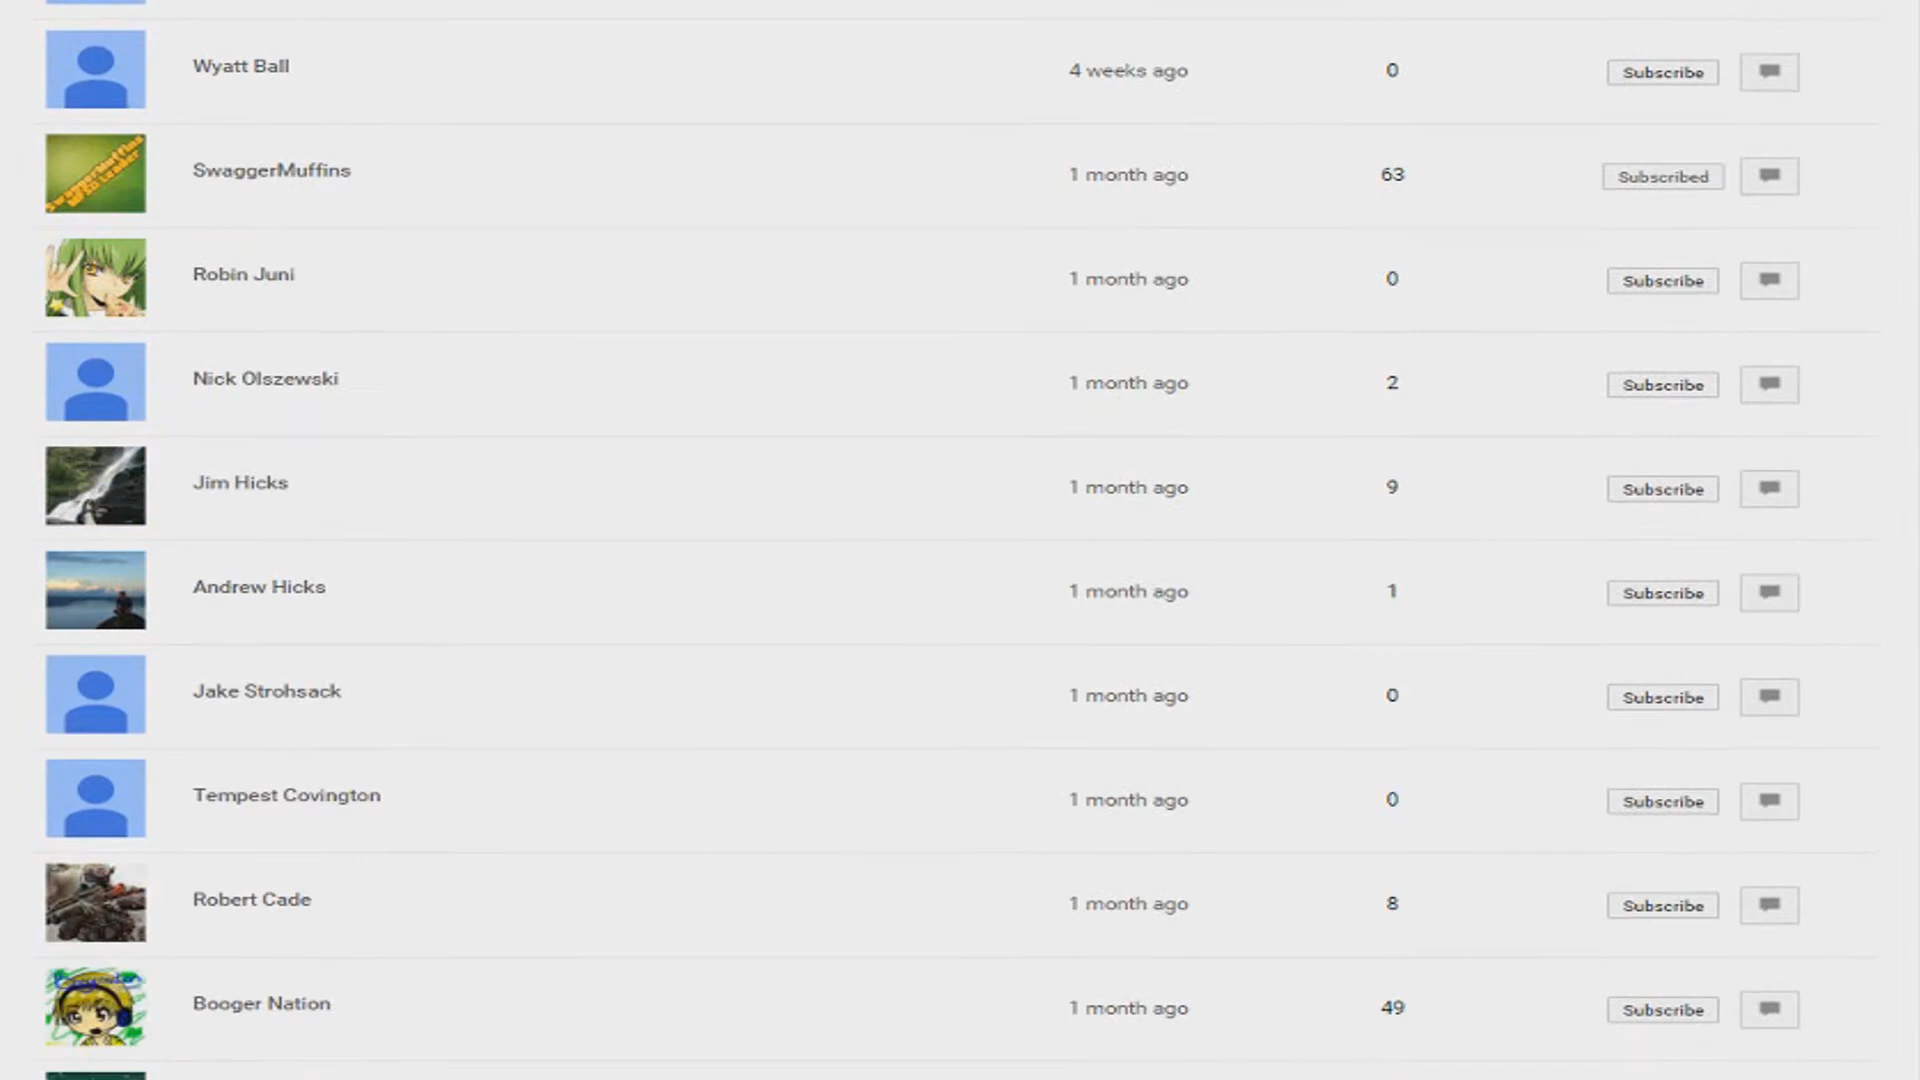 Wyatt Ball 4 weeks ago 0 Subscribe
SwaggerMuffins 1 month ago 63 Subscribed
Robin Juni 1 month ago 0 Subscribe
Nick Olszewski 1 month ago 2 Subscribe
Jim Hicks 1 month ago 9 Subscribe
Andrew Hicks 1 month ago 1 Subscribe
Jake Strohsack 1 month ago 0 Subscribe
Tempest Covington 1 month ago 0 Subscribe
Robert Cade 1 month ago 8 Subscribe
Booger Nation 1 month ago 49 Subscribe